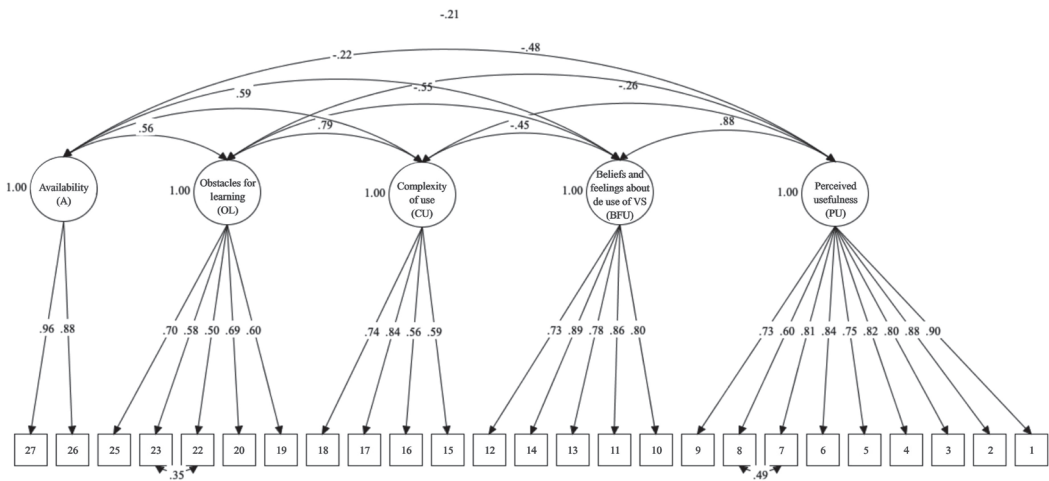 -.21
-.22
-.48
.59
-.55
-.26
.56
.79
-.45
.88
1.00
Availability
(A)
1.00
Obstacles for
learning
(OL)
1.00
Complexity
of use
(CU)
1.00
Beliefs and
feelings about
de use of VS
(BFU)
1.00
Perceived
usefulness
(PU)
.96 .88
.70 .58 .50 .69 .60
.74 .84 .56 .59
.73 .89 .78 .86 .80
.73 .60 .81 .84 .75 .82 .80 .88 .90
27 26 25 23 22 20 19 18 17 16 15 12 14 13 11 10 9 8 7 6 5 4 3 2 1
.35
.49